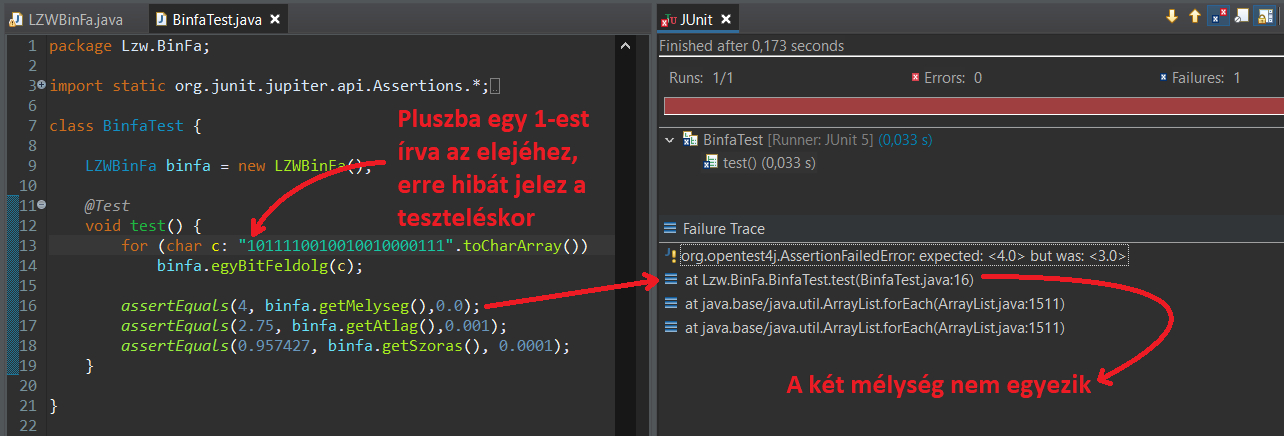 LZWBinFa.java
BinfaTest.java
1 package Lzw.BinFa;
2
3 import static org.junit.jupiter.api.Assertions.*;
6
7 class BinfaTest {
8
9 LZWBinFa binfa = new LZWBinFa();
10
11 @Test
12 void test() {
13 for (char c: "1011110010010010000111".toCharArray())
14 binfa.egyBitFeldolg(c);
15
16 assertEquals(4, binfa.getMelyseg(),0.0);
17 assertEquals(2.75, binfa.getAtlag(),0.001);
18 assertEquals(0.957427, binfa.getSzoras(), 0.0001);
19 }
20
21 }
22
Pluszba egy 1-est
írva az elejéhez,
erre hibát jelez a
teszteléskor
JUnit
Finished after 0,173 seconds
Runs: 1/1 Errors: 0 Failures: 1
BinfaTest [Runner: JUnit 5] (0,033 s)
test() (0,033 s)
Failure Trace
org.opentest4j.AssertionFailedError: expected: <4.0> but was: <3.0>
at Lzw.BinFa.BinfaTest.test(BinfaTest.java:16)
at java.base/java.util.ArrayList.forEach(ArrayList.java:1511)
at java.base/java.util.ArrayList.forEach(ArrayList.java:1511)
A két mélység nem egyezik